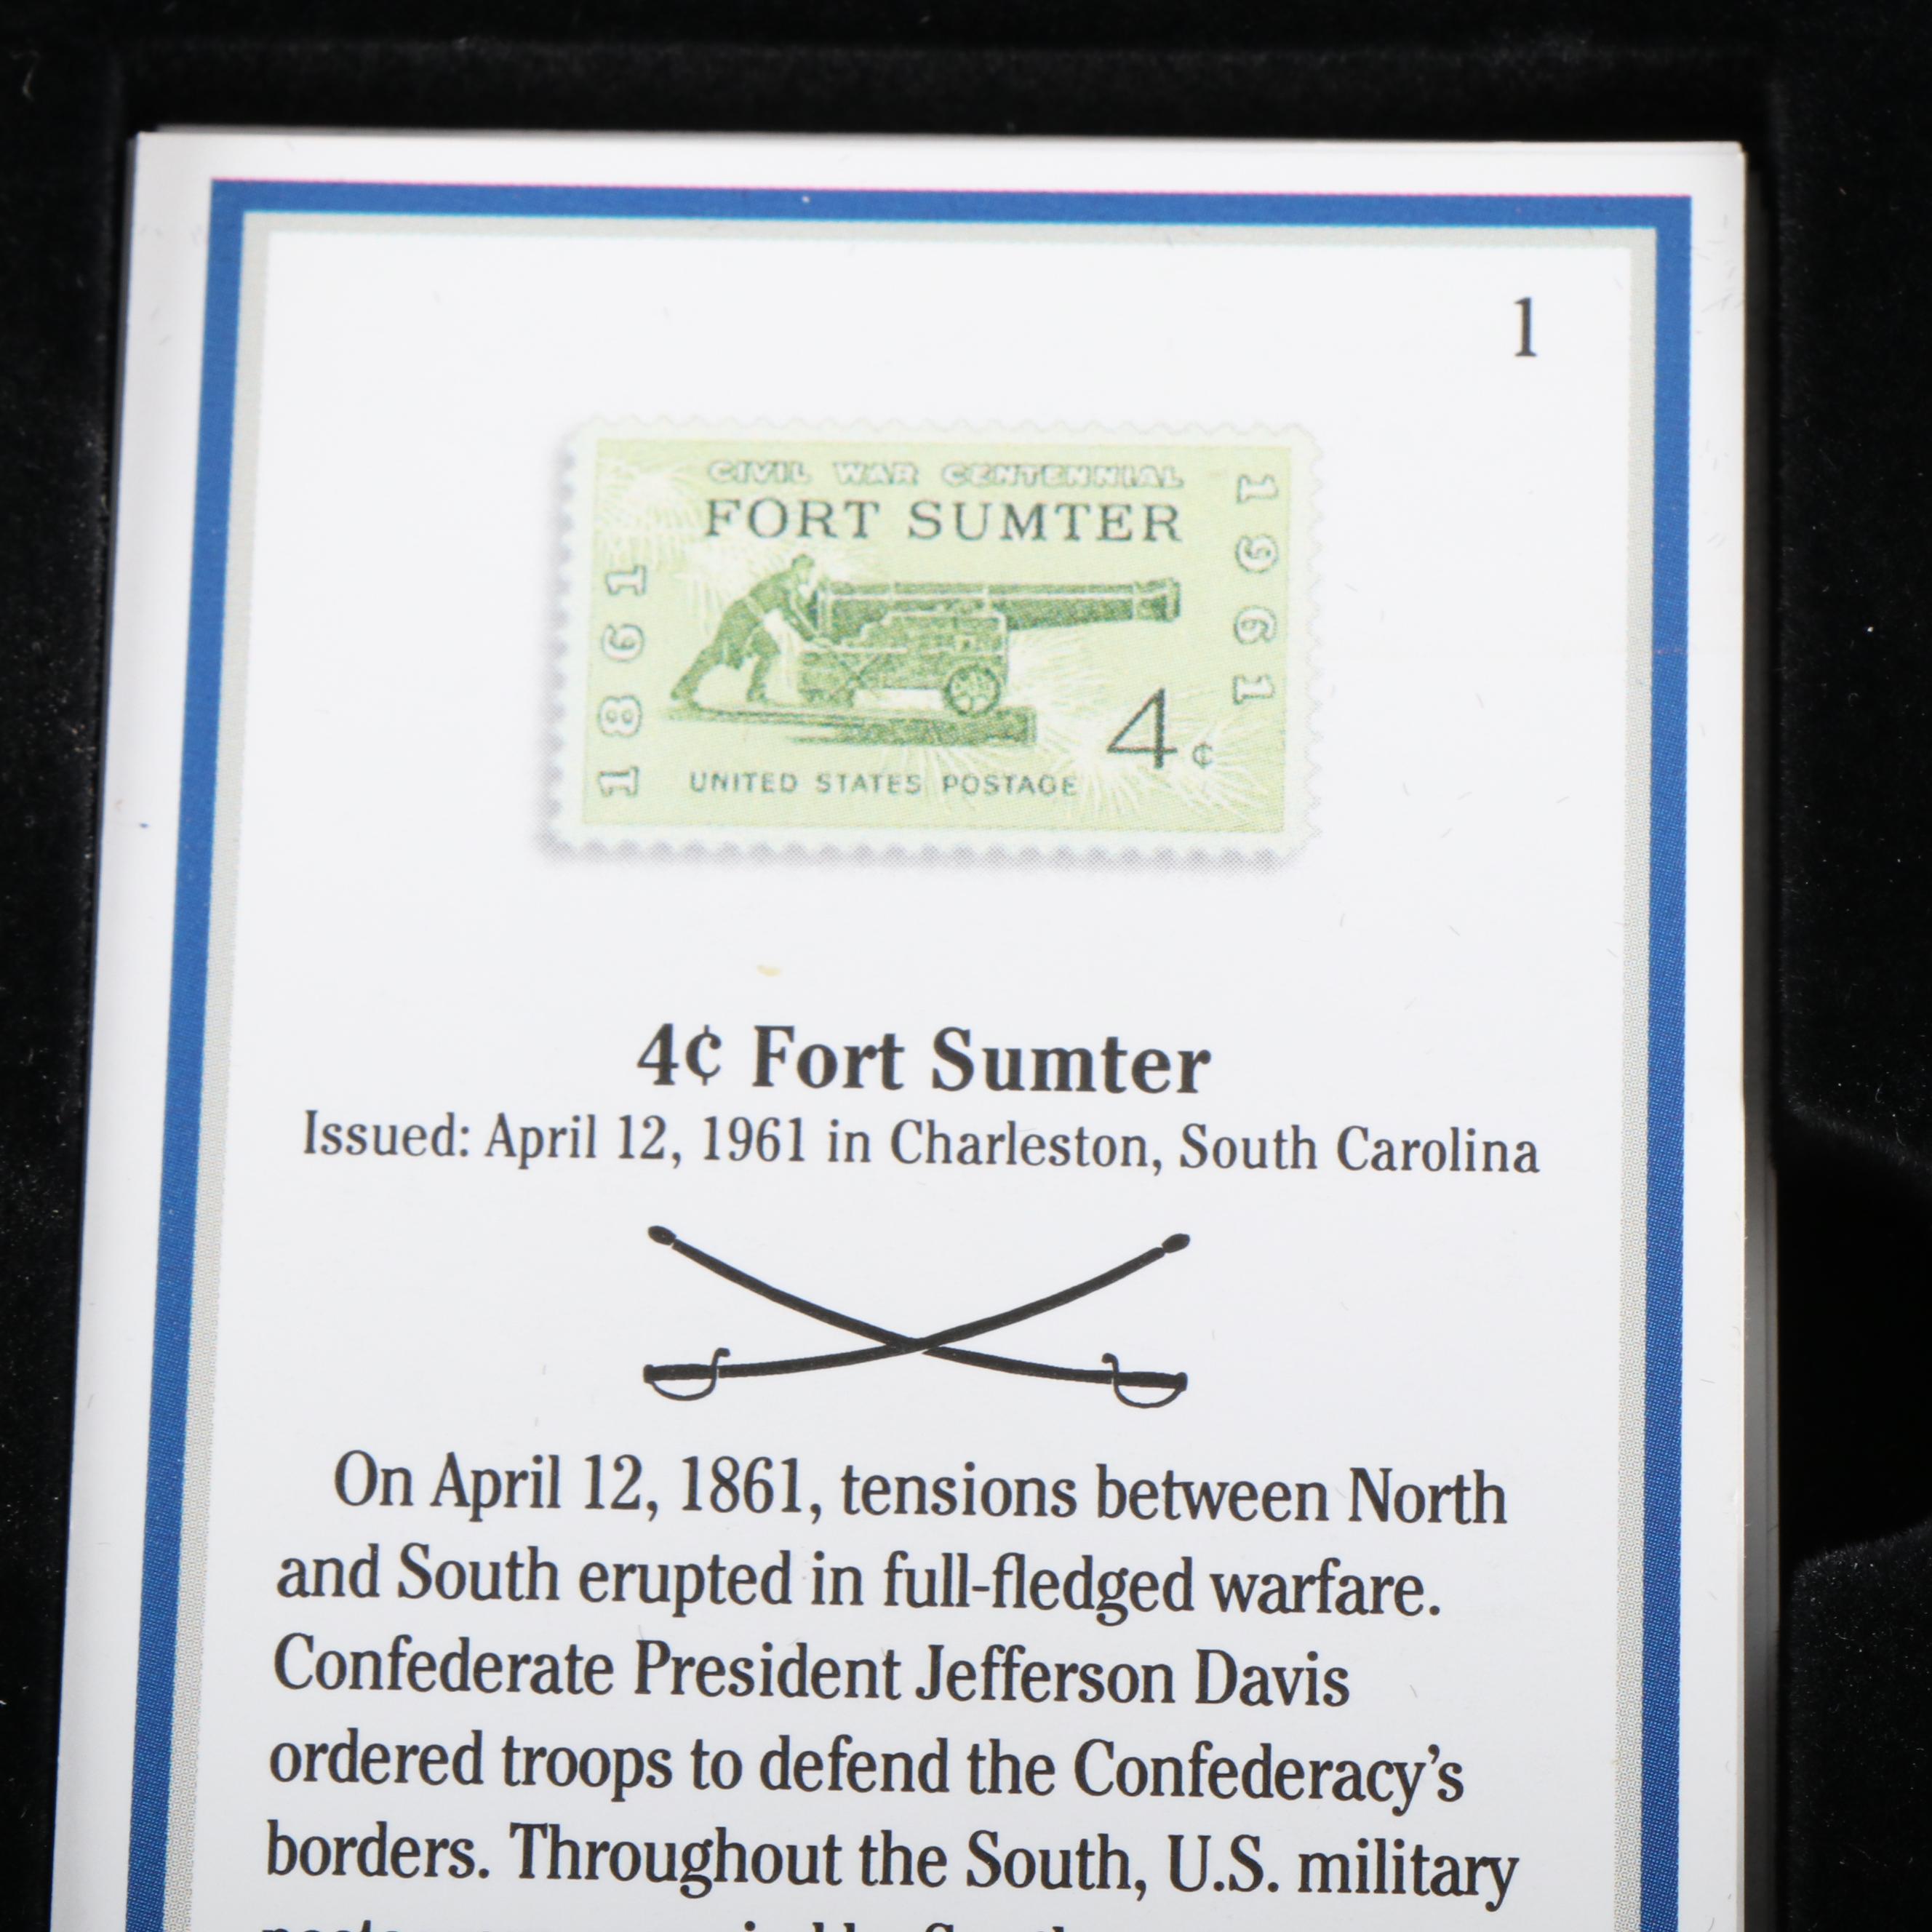 1
CIVIL WAR CENTENNIAL
FORT SUMTER
1861
1961
4¢
UNITED STATES POSTAGE
4¢ Fort Sumter
Issued: April 12, 1961 in Charleston, South Carolina
On April 12, 1861, tensions between North
and South erupted in full-fledged warfare.
Confederate President Jefferson Davis
ordered troops to defend the Confederacy's
borders. Throughout the South, U.S. military